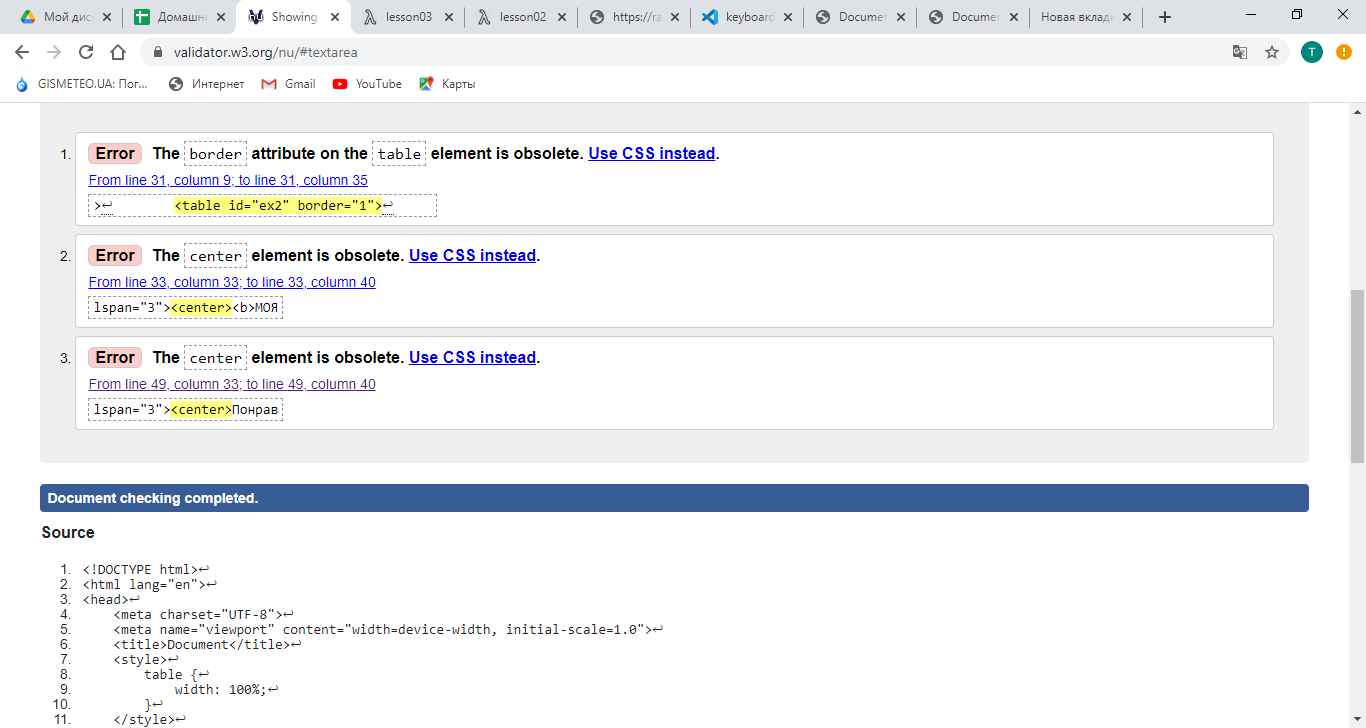 Мой дис
Домашн
Showing
lesson03
lesson02
https://ra
keyboard
Documen
Documen
Новая вклад
validator.w3.org/nu/#textarea
T
GISMETEO.UA: Пог...
Интернет
Gmail
YouTube
Карты
1. Error The border attribute on the table element is obsolete. Use CSS instead.
From line 31, column 9; to line 31, column 35
>↩ <table id="ex2" border="1">↩
2. Error The center element is obsolete. Use CSS instead.
From line 33, column 33; to line 33, column 40
lspan="3"><center><b>МОЯ
3. Error The center element is obsolete. Use CSS instead.
From line 49, column 33; to line 49, column 40
lspan="3"><center>Понрав
Document checking completed.
Source
1. <!DOCTYPE html>↩
2. <html lang="en">↩
3. <head>↩
4. <meta charset="UTF-8">↩
5. <meta name="viewport" content="width=device-width, initial-scale=1.0">↩
6. <title>Document</title>↩
7. <style>↩
8. table {↩
9. width: 100%;↩
10. }↩
11. </style>↩